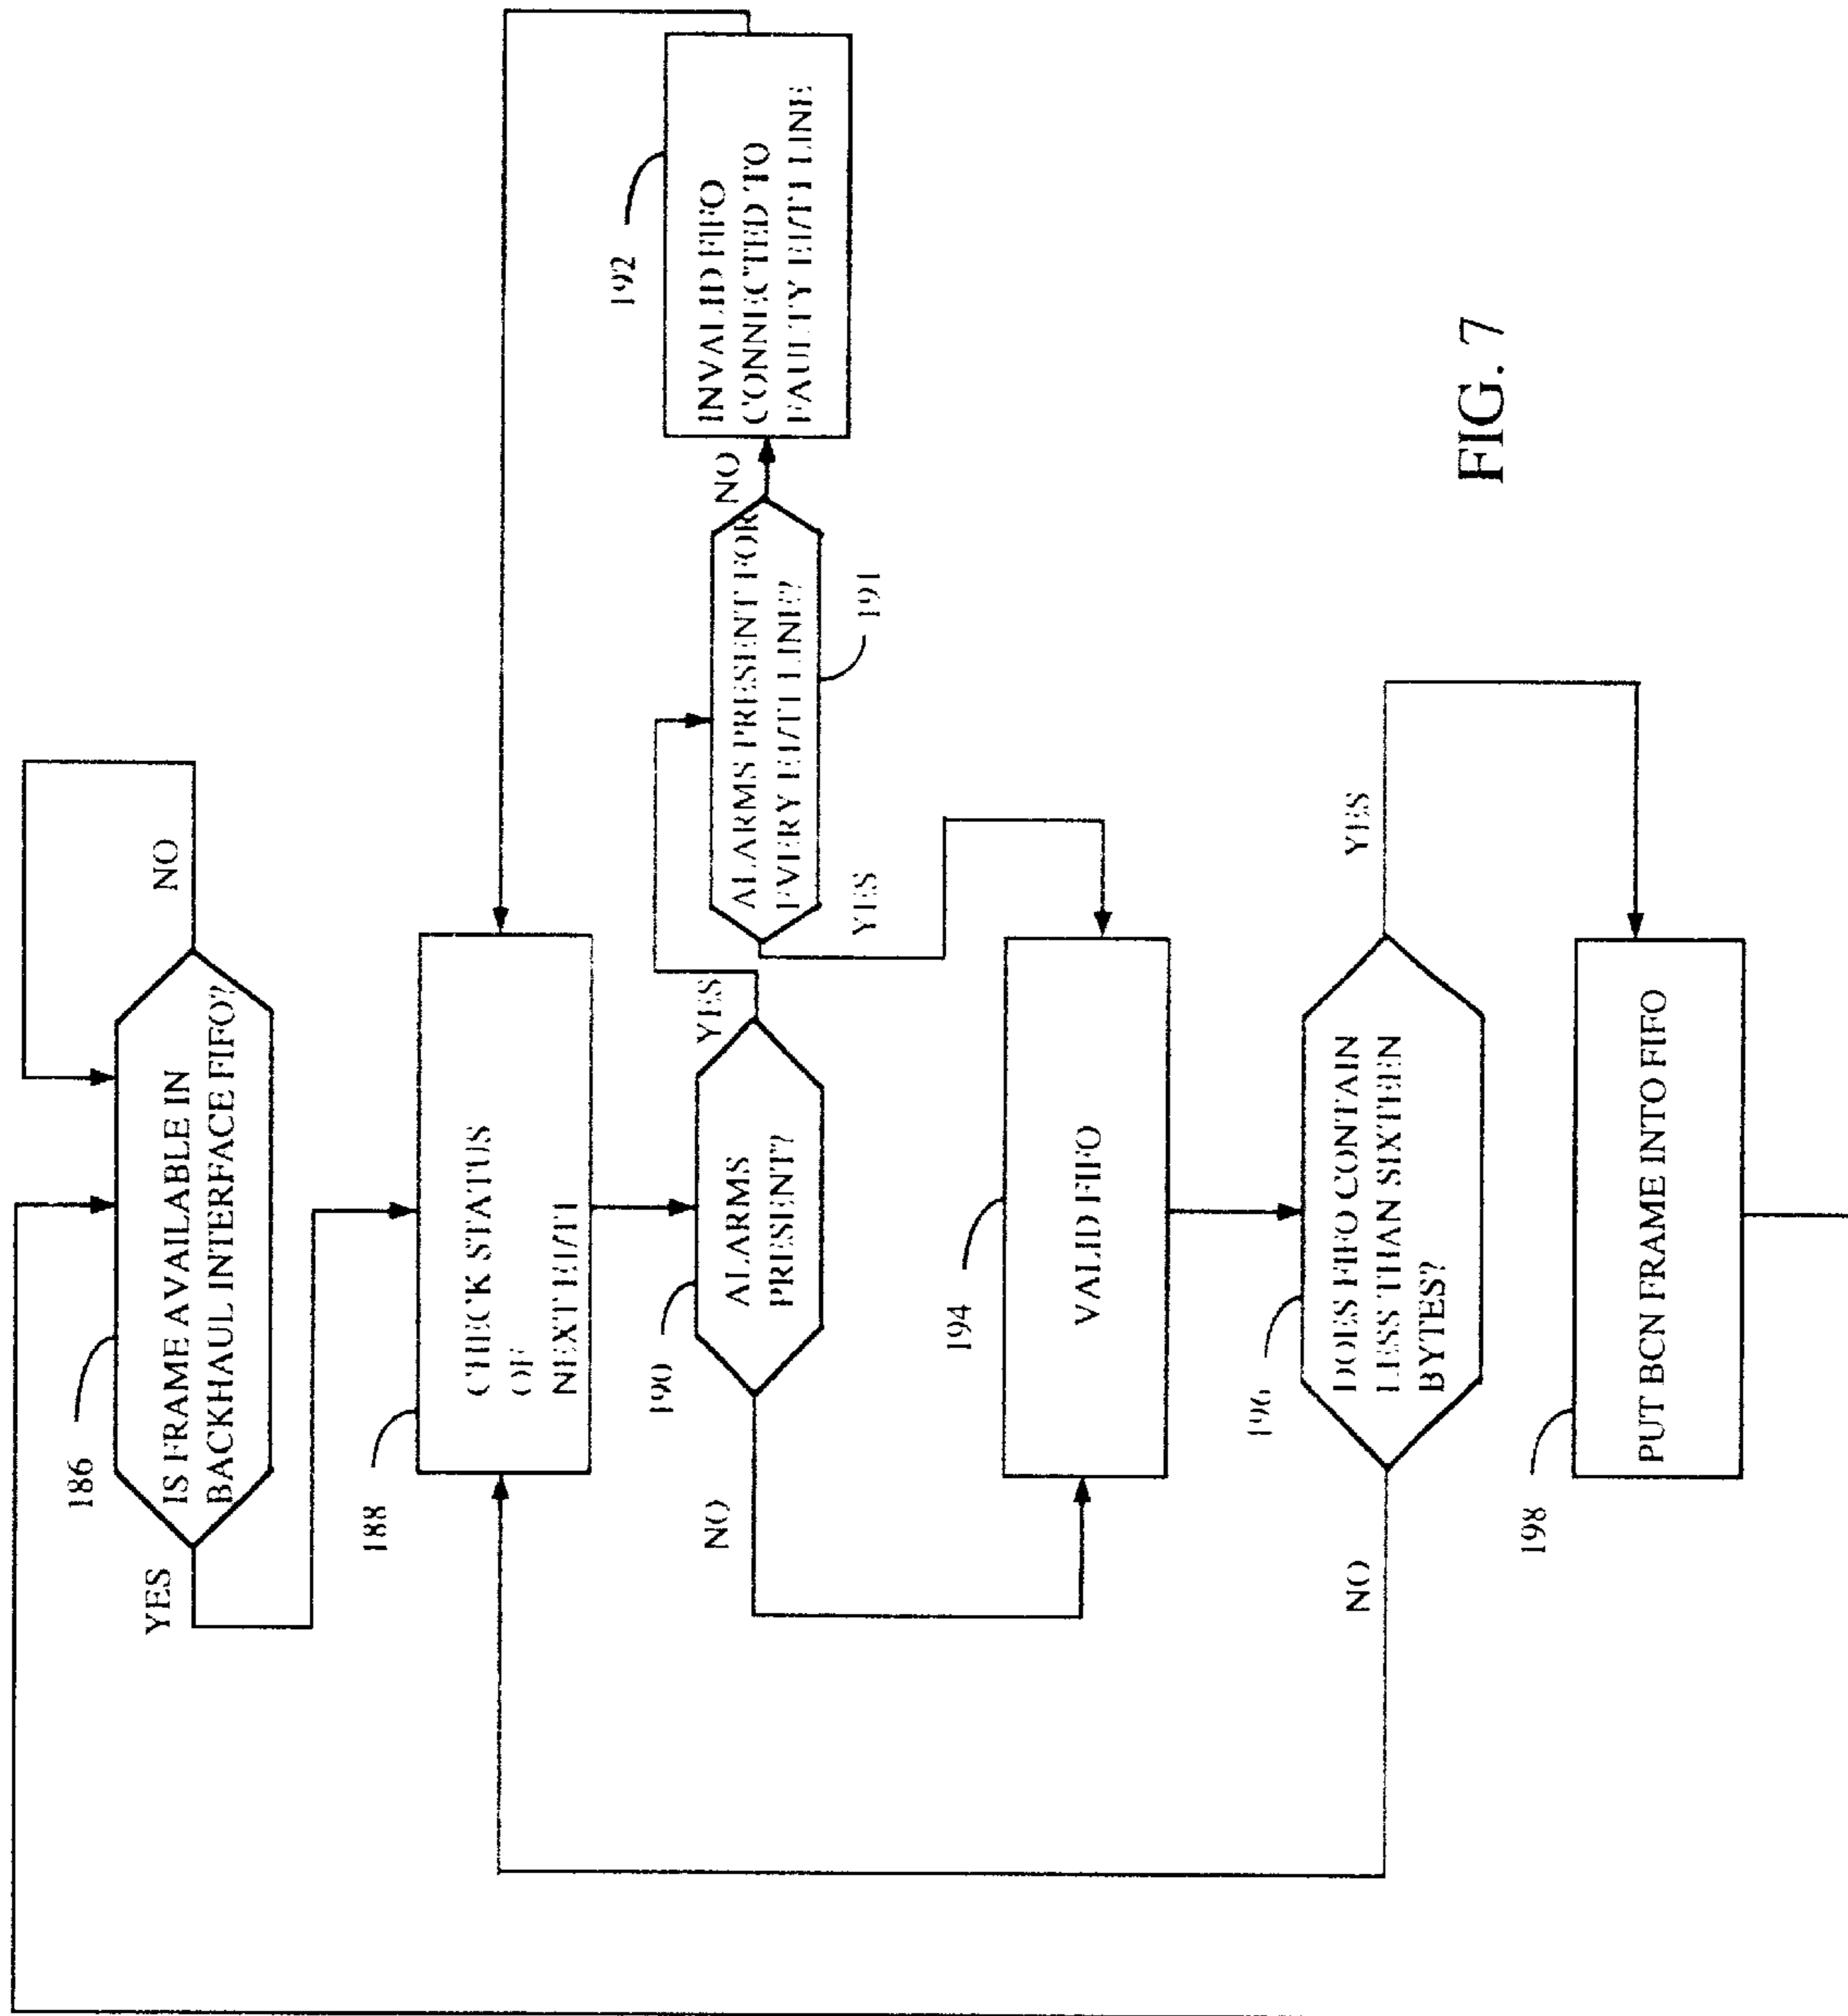 186
IS FRAME AVAILABLE IN
BACKHAUL INTERFACE FIFO?
NO
YES
188
CHECK STATUS
OF
NEXT E1/T1
190
ALARMS
PRESENT?
YES
NO
ALARMS PRESENT FOR
EVERY E1/T1 LINE?
191
NO
YES
192
INVALID FIFO
CONNECTED TO
FAULTY E1/T1 LINE
194
VALID FIFO
196
DOES FIFO CONTAIN
LESS THAN SIXTEEN
BYTES?
YES
NO
198
PUT BCN FRAME INTO FIFO
FIG. 7